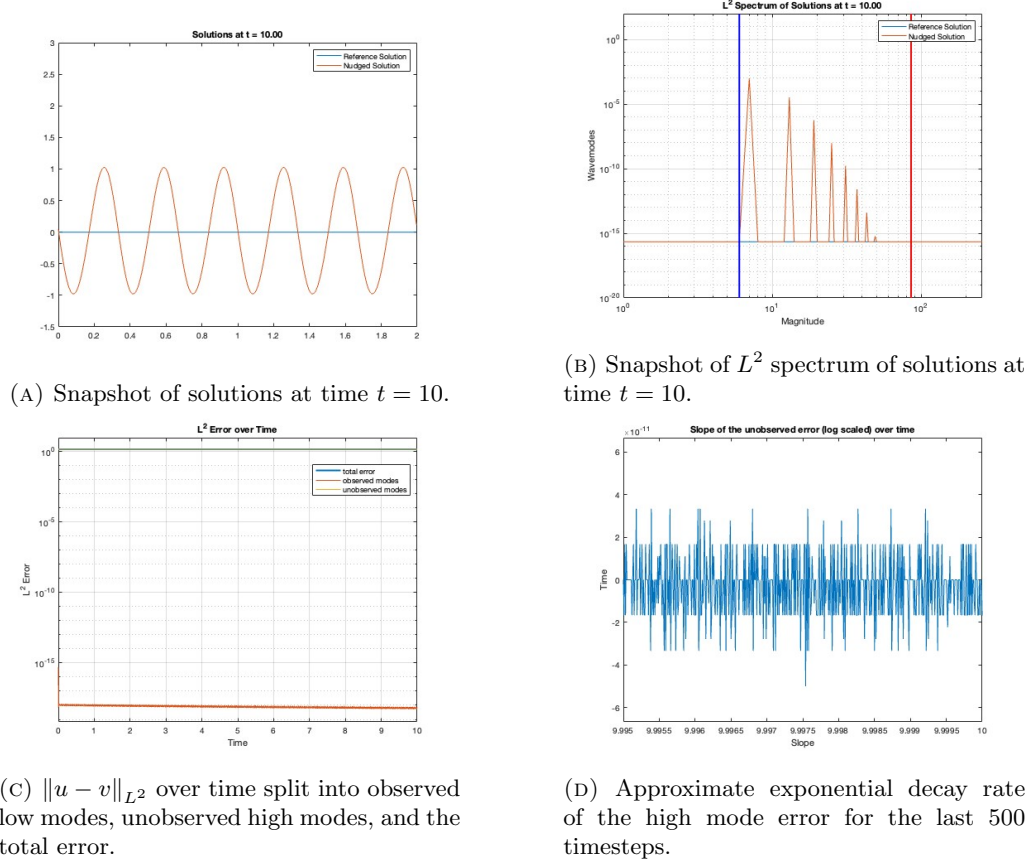 Solutions at t = 10.00
3
2.5
2
1.5
1
0.5
0
-0.5
-1
-1.5
0 0.2 0.4 0.6 0.8 1 1.2 1.4 1.6 1.8 2
Reference Solution
Nudged Solution
(A) Snapshot of solutions at time t = 10.
L² Spectrum of Solutions at t = 10.00
10⁰
10⁻⁵
10⁻¹⁰
10⁻¹⁵
10⁻²⁰
Wavemodes
10⁰ 10¹ 10²
Magnitude
Reference Solution
Nudged Solution
(B) Snapshot of L² spectrum of solutions at
time t = 10.
L² Error over Time
10⁰
10⁻⁵
10⁻¹⁰
10⁻¹⁵
L² Error
0 1 2 3 4 5 6 7 8 9 10
Time
total error
observed modes
unobserved modes
(C) ‖u − v‖_L² over time split into observed
low modes, unobserved high modes, and the
total error.
Slope of the unobserved error (log scaled) over time
× 10⁻¹¹
6
4
2
0
-2
-4
-6
Time
9.995 9.9955 9.996 9.9965 9.997 9.9975 9.998 9.9985 9.999 9.9995 10
Slope
(D) Approximate exponential decay rate
of the high mode error for the last 500
timesteps.